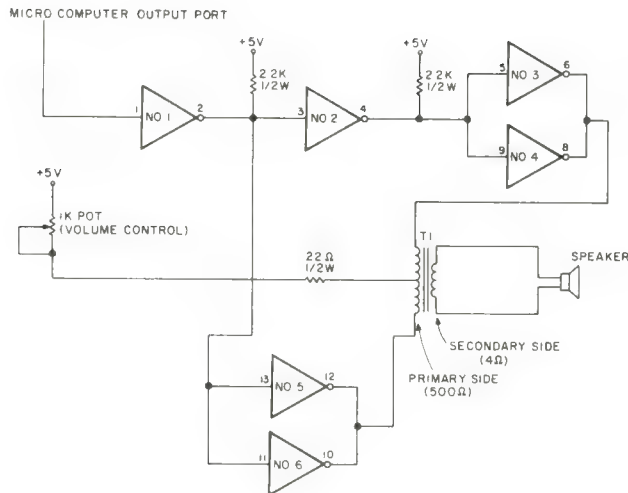 MICRO COMPUTER OUTPUT PORT
+5V
+5V
2.2K
1/2W
2.2K
1/2W
1
NO 1
2
3
NO 2
4
5
NO 3
6
9
NO 4
8
+5V
1K POT
(VOLUME CONTROL)
22Ω
1/2W
T1
SPEAKER
SECONDARY SIDE
(4Ω)
PRIMARY SIDE
(500Ω)
13
NO 5
12
11
NO 6
10